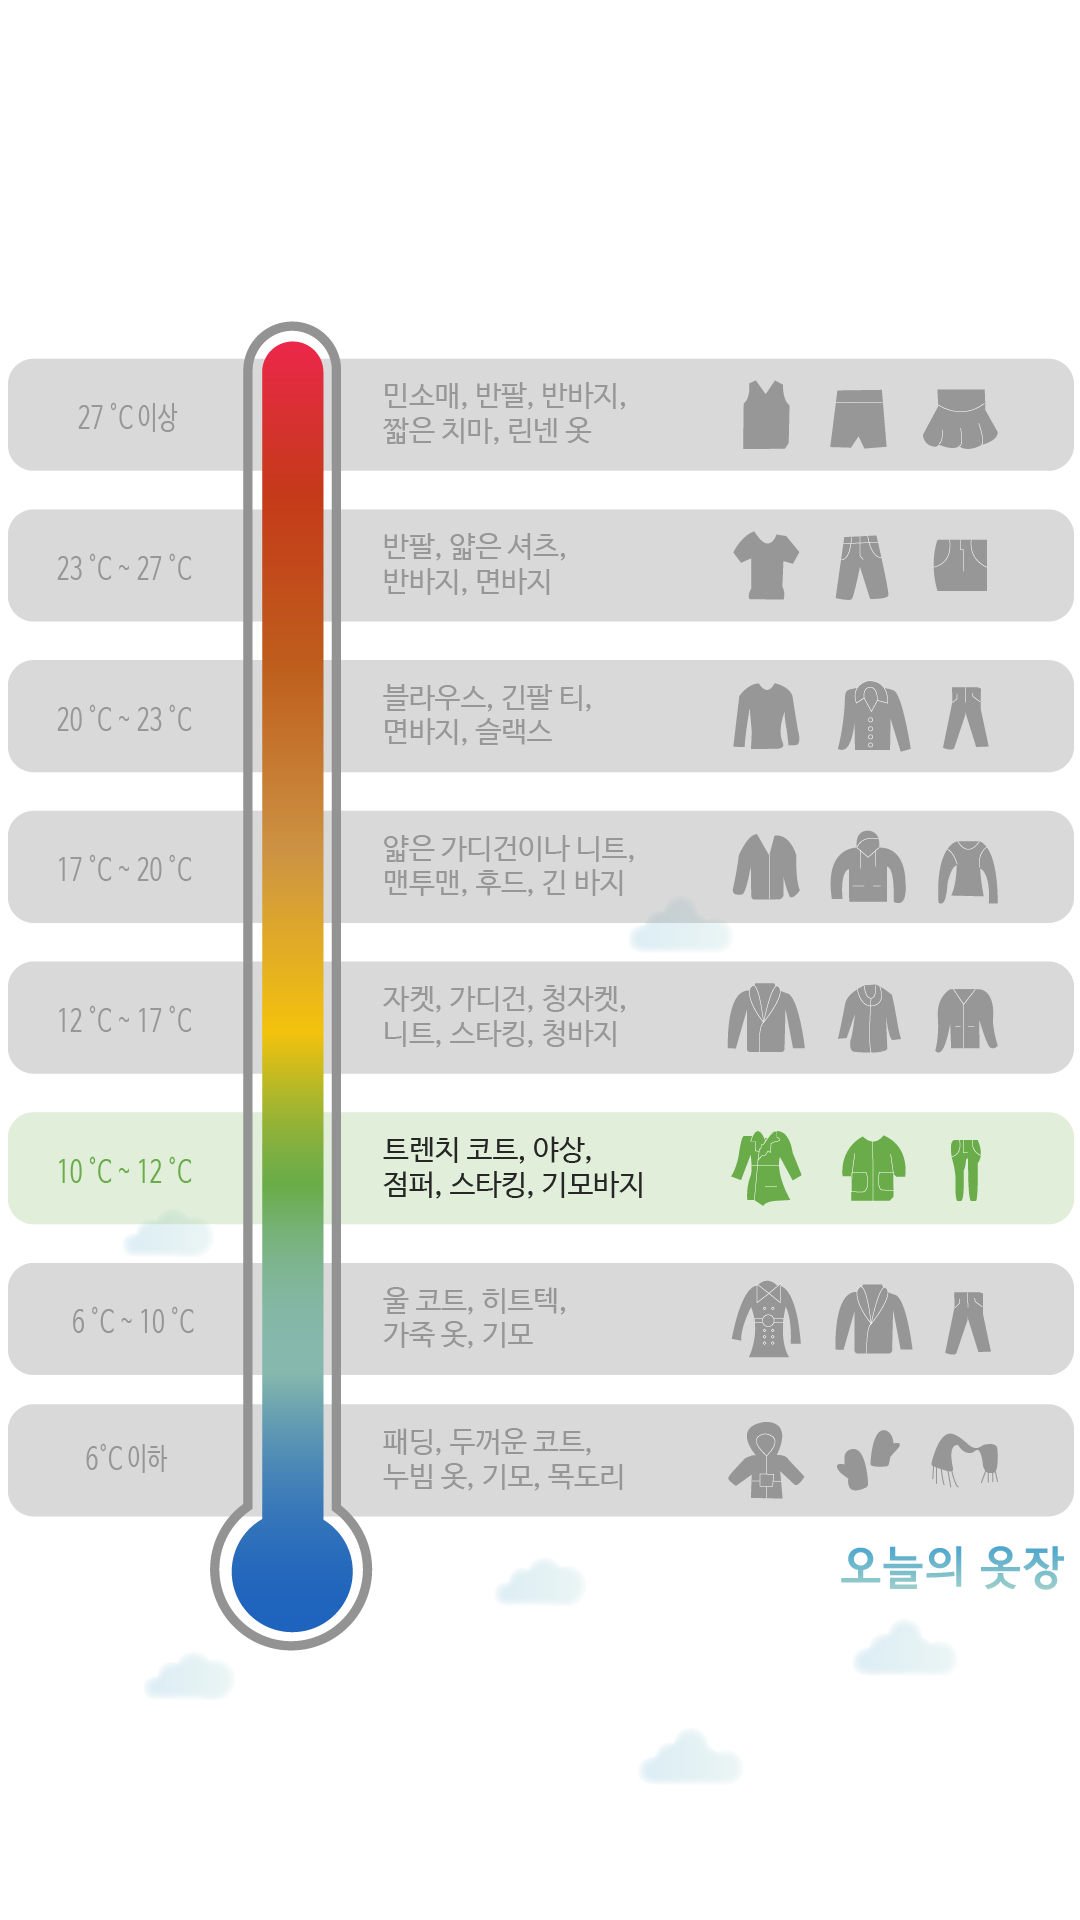 27 °C 이상
민소매, 반팔, 반바지,
짧은 치마, 린넨 옷
23 °C ~ 27 °C
반팔, 얇은 셔츠,
반바지, 면바지
20 °C ~ 23 °C
블라우스, 긴팔 티,
면바지, 슬랙스
17 °C ~ 20 °C
얇은 가디건이나 니트,
맨투맨, 후드, 긴 바지
12 °C ~ 17 °C
자켓, 가디건, 청자켓,
니트, 스타킹, 청바지
10 °C ~ 12 °C
트렌치 코트, 야상,
점퍼, 스타킹, 기모바지
6 °C ~ 10 °C
울 코트, 히트텍,
가죽 옷, 기모
6°C 이하
패딩, 두꺼운 코트,
누빔 옷, 기모, 목도리
오늘의 옷장